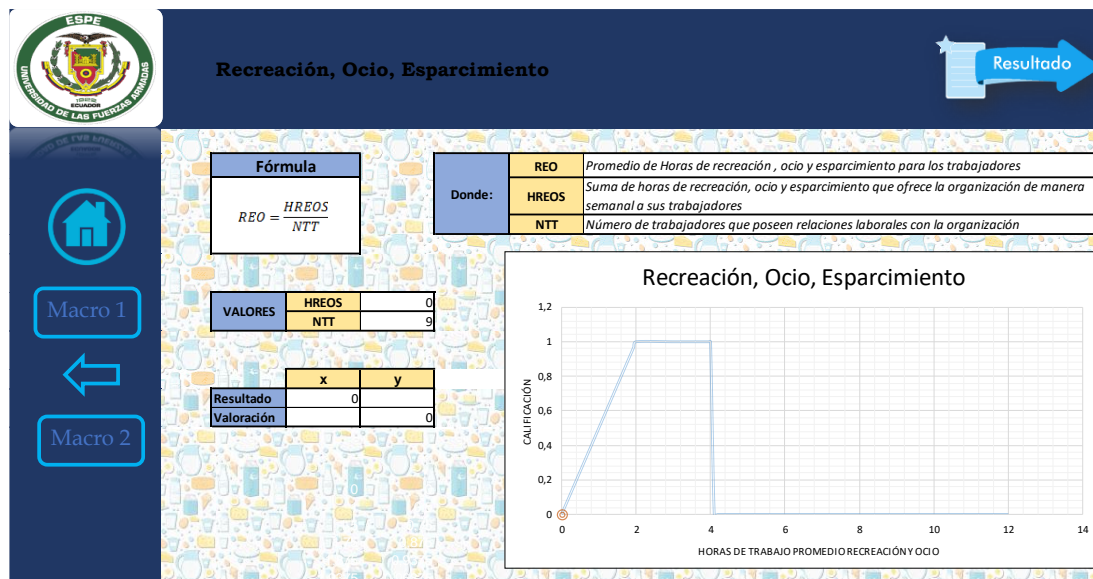 ESPE
UNIVERSIDAD DE LAS FUERZAS ARMADAS
ECUADOR
Recreación, Ocio, Esparcimiento
Resultado
Fórmula
REO = HREOS / NTT
Donde:
REO Promedio de Horas de recreación , ocio y esparcimiento para los trabajadores
HREOS Suma de horas de recreación, ocio y esparcimiento que ofrece la organización de manera
semanal a sus trabajadores
NTT Número de trabajadores que poseen relaciones laborales con la organización
Macro 1
Macro 2
VALORES HREOS 0
NTT 9
x y
Resultado 0
Valoración 0
0
Recreación, Ocio, Esparcimiento
CALIFICACIÓN
1,2
1
0,8
0,6
0,4
0,2
0
0 2 4 6 8 10 12 14
HORAS DE TRABAJO PROMEDIO RECREACIÓN Y OCIO